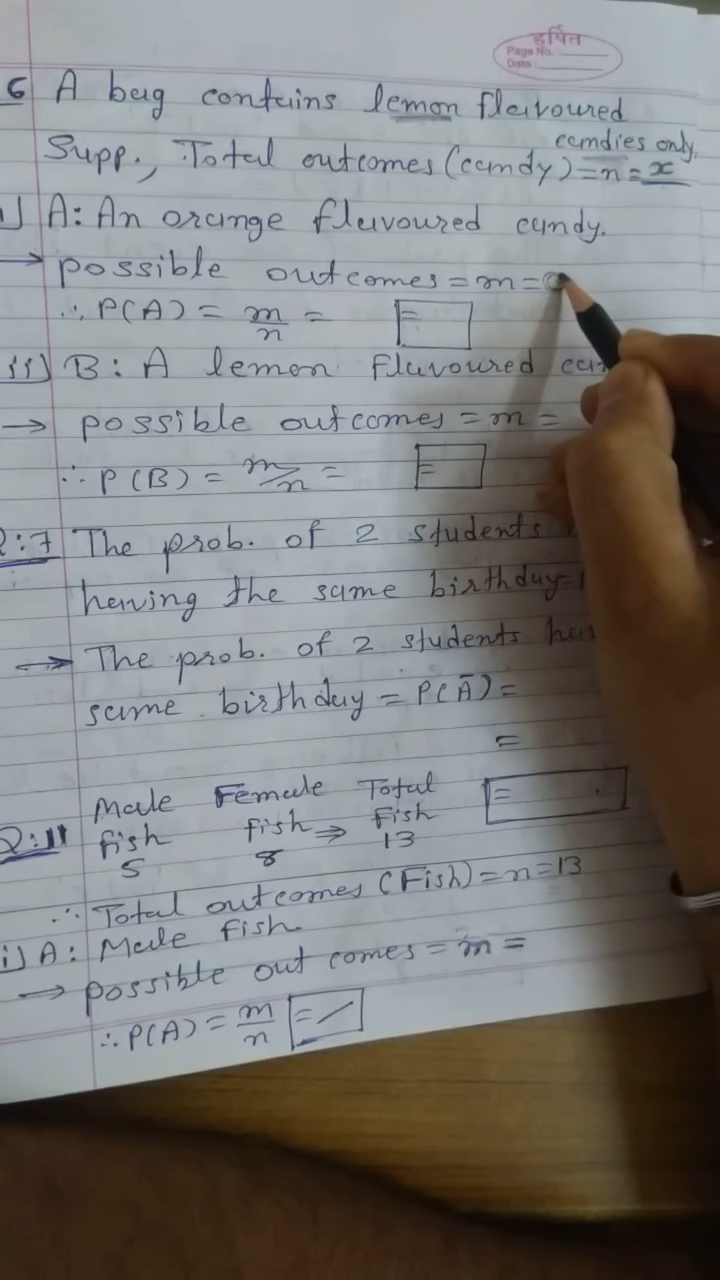 हर्षित
Page No.
Date :
6 A bag contains lemon flavoured
candies only.
Supp., Total outcomes (candy) = n = x
A: An orange flavoured candy.
→ possible outcomes = m =
∴ P(A) = m/n = =
ii) B: A lemon flavoured
→ possible outcomes = m =
∴ P(B) = m/n = =
:7 The prob. of 2 students
having the same birthday =
→ The prob. of 2 students
same birthday = P(Ā) =
=
Male Female Total =
Q:11 fish fish ⇒ Fish
5 8 13
∴ Total outcomes (Fish) = n = 13
i) A: Male fish.
→ possible out comes = m =
∴ P(A) = m/n =